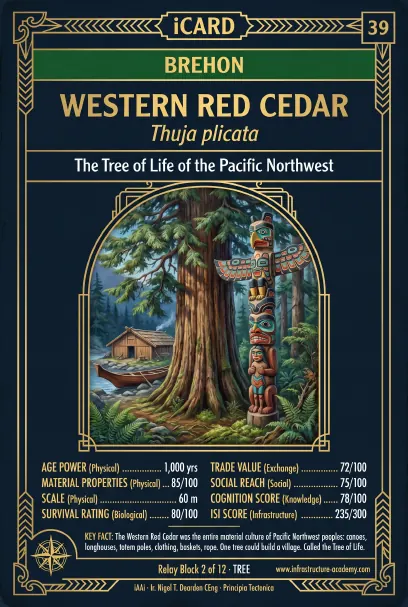 iCARD
39
BREHON
WESTERN RED CEDAR
Thuja plicata
The Tree of Life of the Pacific Northwest
AGE POWER (Physical) ................ 1,000 yrs
MATERIAL PROPERTIES (Physical) ... 85/100
SCALE (Physical) .............................. 60 m
SURVIVAL RATING (Biological) ........ 80/100
TRADE VALUE (Exchange) ............... 72/100
SOCIAL REACH (Social) .................. 75/100
COGNITION SCORE (Knowledge) ...... 78/100
ISI SCORE (Infrastructure) ............. 235/300
KEY FACT: The Western Red Cedar was the entire material culture of Pacific Northwest peoples: canoes,
longhouses, totem poles, clothing, baskets, rope. One tree could build a village. Called the Tree of Life.
Relay Block 2 of 12 · TREE
www.infrastructure-academy.com
iAAi · Ir. Nigel T. Dearden CEng · Principia Tectonica